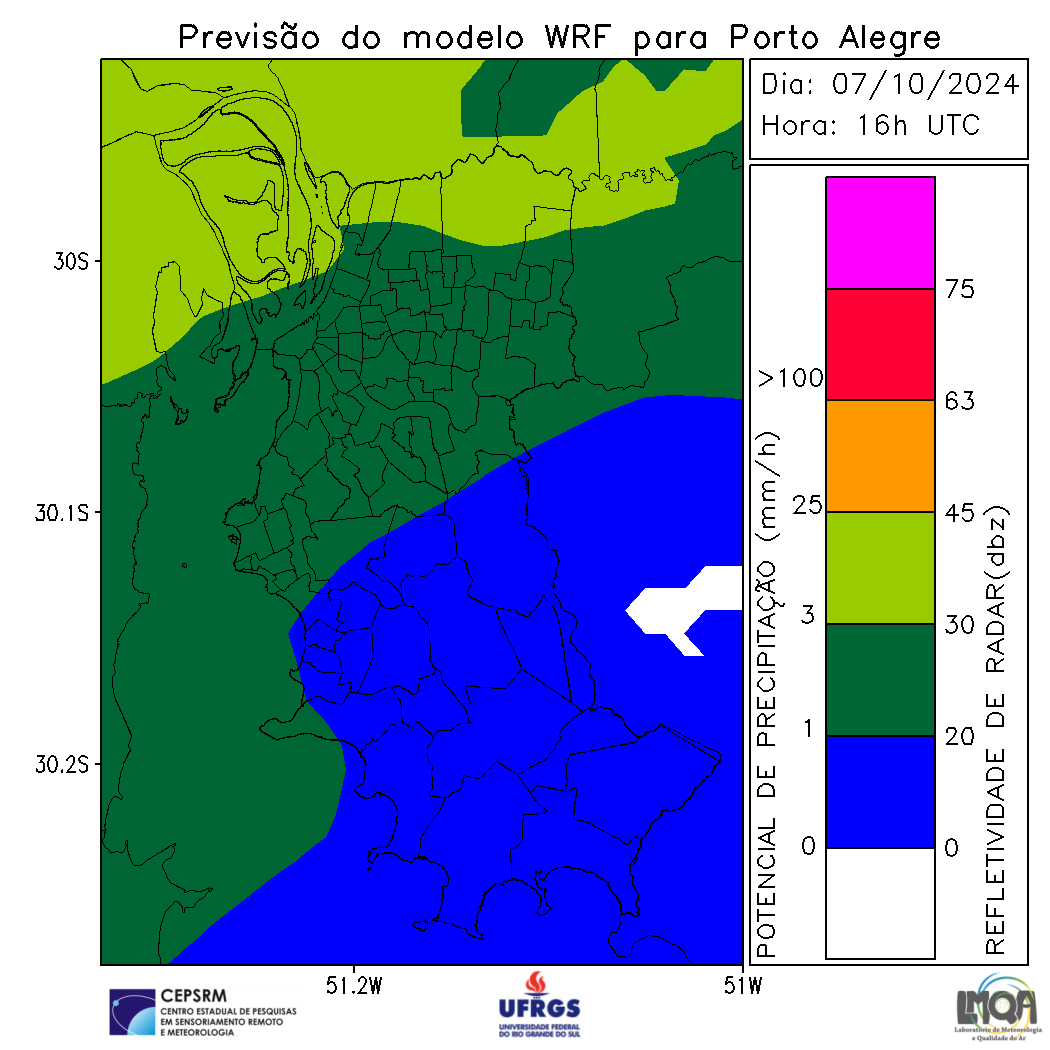 Previsão do modelo WRF para Porto Alegre
Dia: 07/10/2024
Hora: 16h UTC
30S
30.1S
30.2S
51.2W
51W
POTENCIAL DE PRECIPITAÇÃO (mm/h)
>100
25
3
1
0
75
63
45
30
20
0
REFLETIVIDADE DE RADAR(dbz)
CEPSRM
CENTRO ESTADUAL DE PESQUISAS
EM SENSORIAMENTO REMOTO
E METEOROLOGIA
UFRGS
UNIVERSIDADE FEDERAL
DO RIO GRANDE DO SUL
LMQA
Laboratório de Meteorologia
e Qualidade do Ar